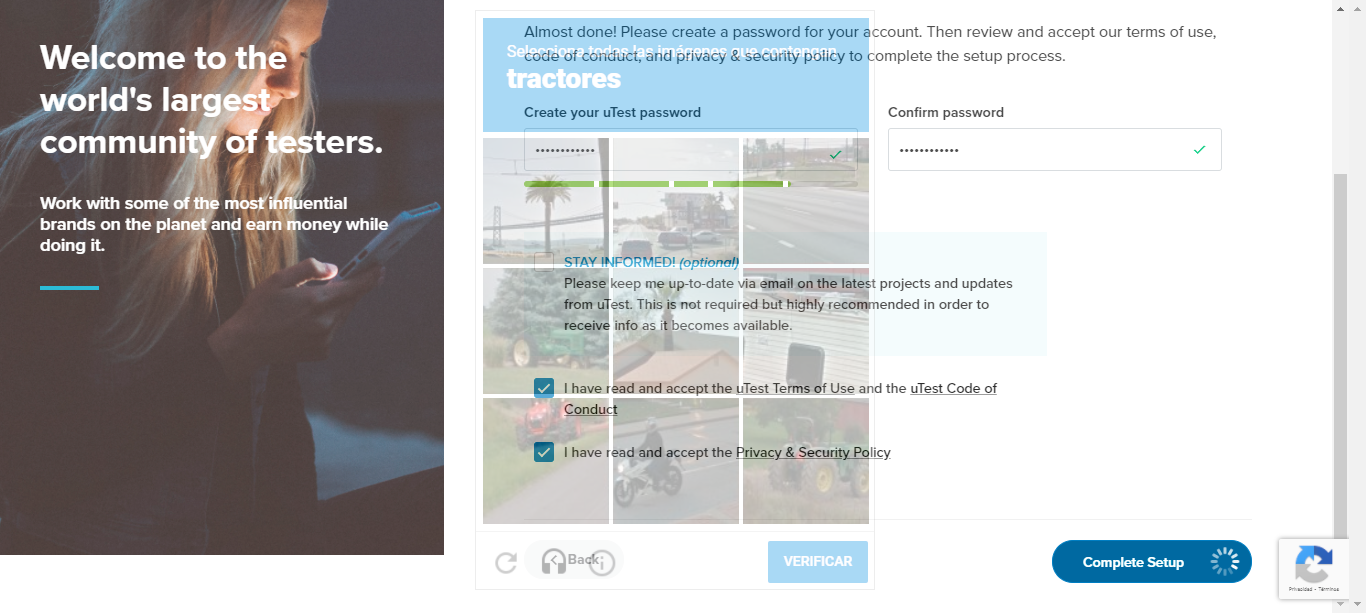 Welcome to the
world's largest
community of testers.
Work with some of the most influential
brands on the planet and earn money while
doing it.
Almost done! Please create a password for your account. Then review and accept our terms of use,
code of conduct, and privacy & security policy to complete the setup process.
Selecciona todas las imágenes que contengan
tractores
Create your uTest password
Confirm password
STAY INFORMED! (optional)
Please keep me up-to-date via email on the latest projects and updates
from uTest. This is not required but highly recommended in order to
receive info as it becomes available.
I have read and accept the uTest Terms of Use and the uTest Code of
Conduct
I have read and accept the Privacy & Security Policy
Back
VERIFICAR
Complete Setup
Privacidad - Términos